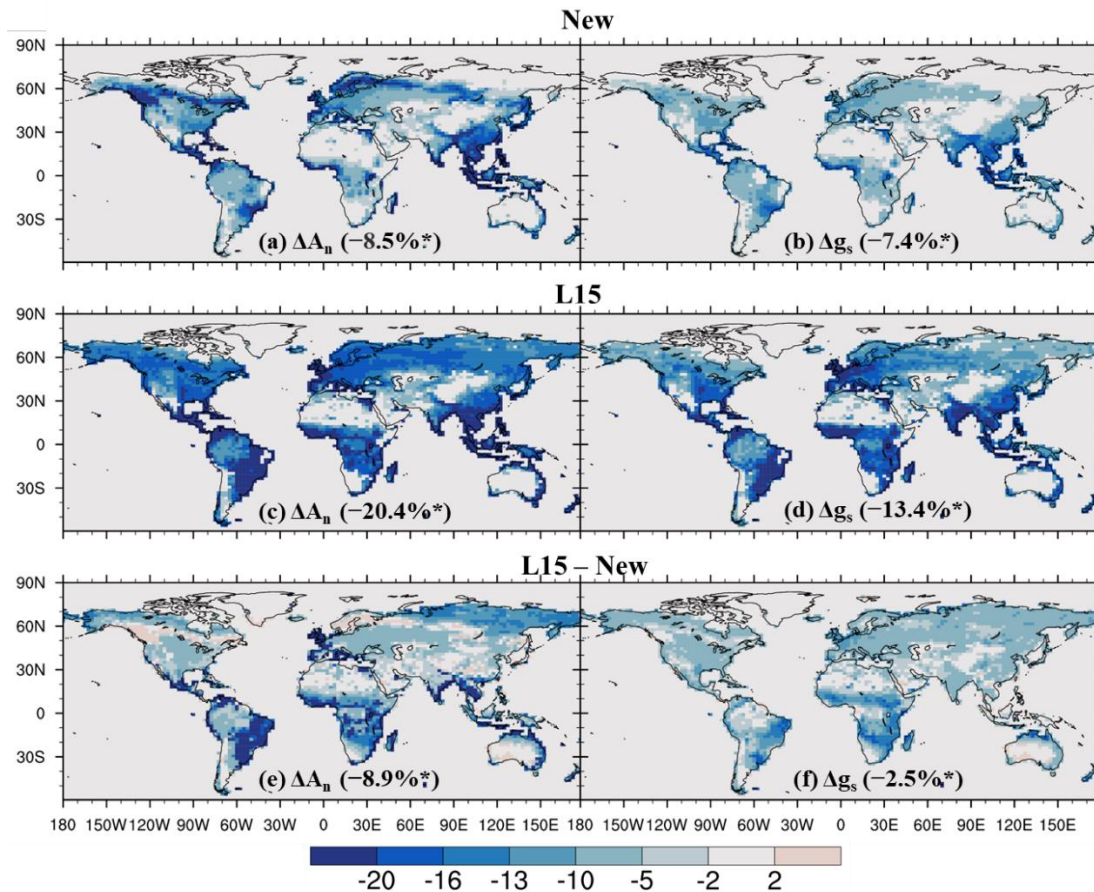 New
90N
60N
30N
0
30S
(a) ΔAₙ (−8.5%*)
(b) Δgₛ (−7.4%*)
L15
90N
60N
30N
0
30S
(c) ΔAₙ (−20.4%*)
(d) Δgₛ (−13.4%*)
L15 – New
90N
60N
30N
0
30S
(e) ΔAₙ (−8.9%*)
(f) Δgₛ (−2.5%*)
180 150W 120W 90W 60W 30W 0 30E 60E 90E 120E 150E 180 150W 120W 90W 60W 30W 0 30E 60E 90E 120E 150E
-20 -16 -13 -10 -5 -2 2